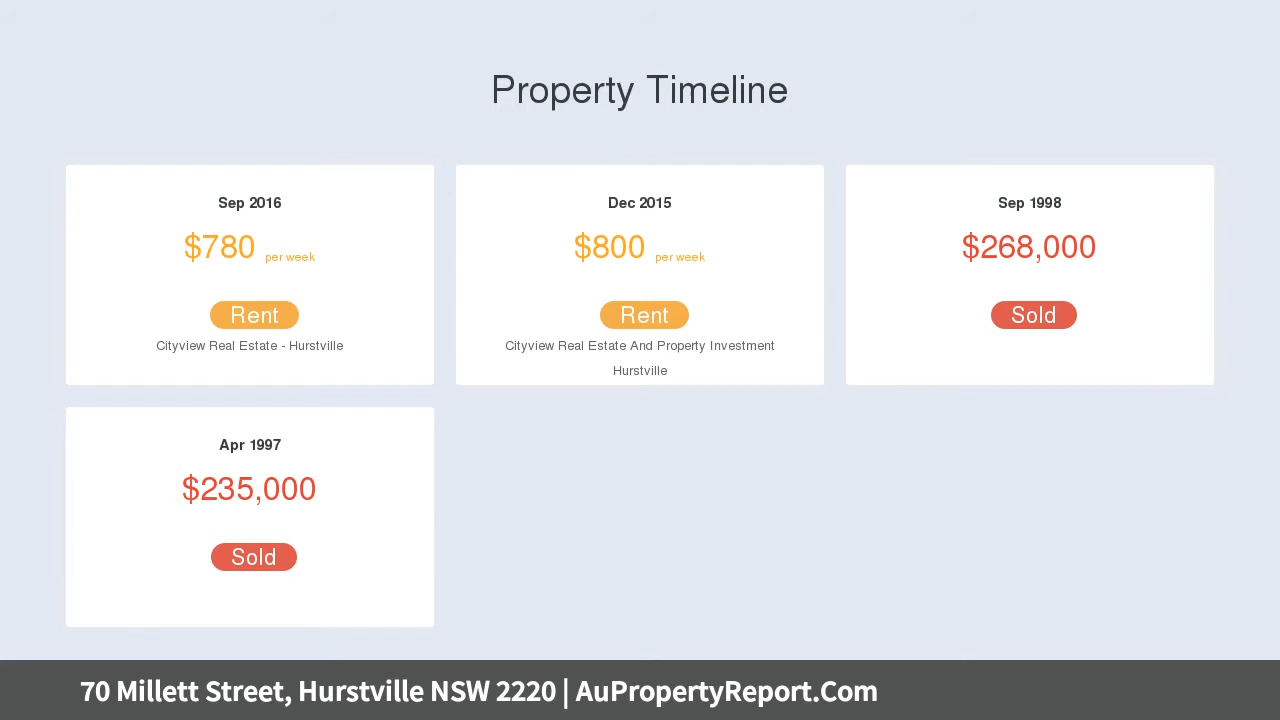 Property Timeline
Sep 2016
$780 per week
Rent
Cityview Real Estate - Hurstville
Dec 2015
$800 per week
Rent
Cityview Real Estate And Property Investment
Hurstville
Sep 1998
$268,000
Sold
Apr 1997
$235,000
Sold
70 Millett Street, Hurstville NSW 2220 | AuPropertyReport.Com